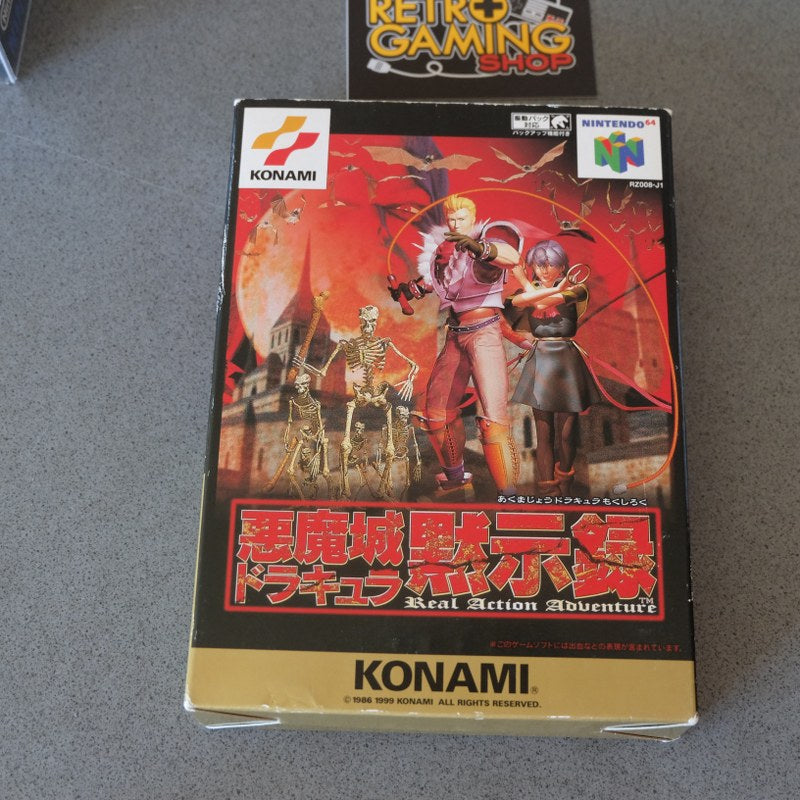 RETRO
GAMING
SHOP
KONAMI
振動パック
対応
バックアップ機能付き
NINTENDO 64
RZ008-J1
あくまじょうドラキュラもくしろく
悪魔城
ドラキュラ
黙示録
Real Action Adventure™
※このゲームソフトには出血などの表現が含まれています。
KONAMI®
©1986 1999 KONAMI ALL RIGHTS RESERVED.